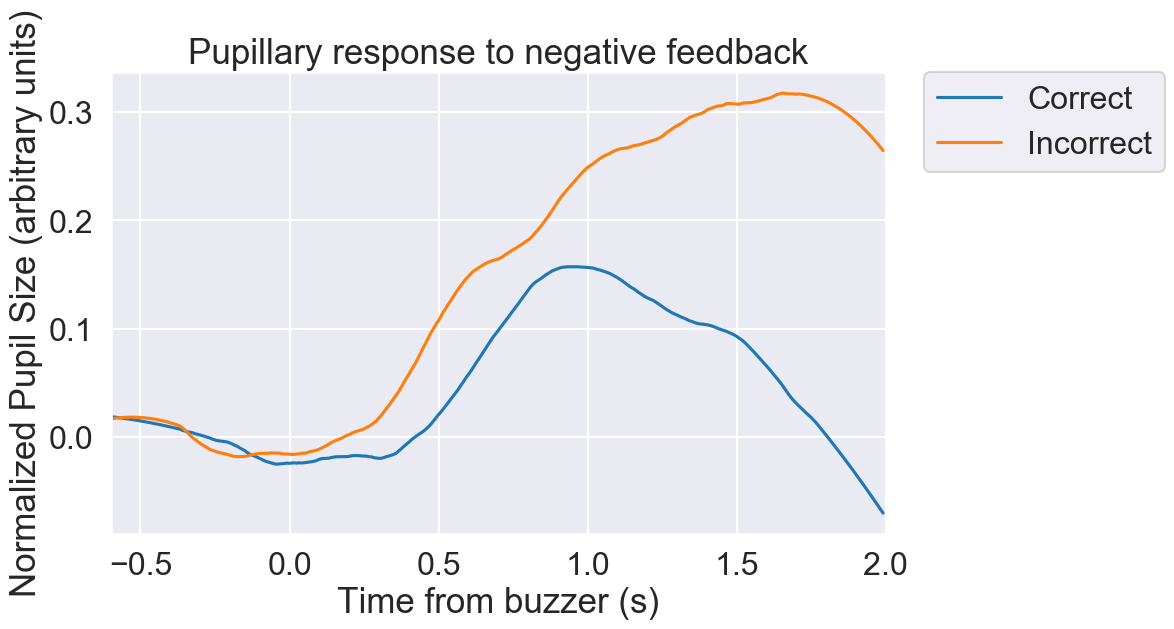 Pupillary response to negative feedback
Normalized Pupil Size (arbitrary units)
0.3
0.2
0.1
0.0
−0.5 0.0 0.5 1.0 1.5 2.0
Time from buzzer (s)
Correct
Incorrect